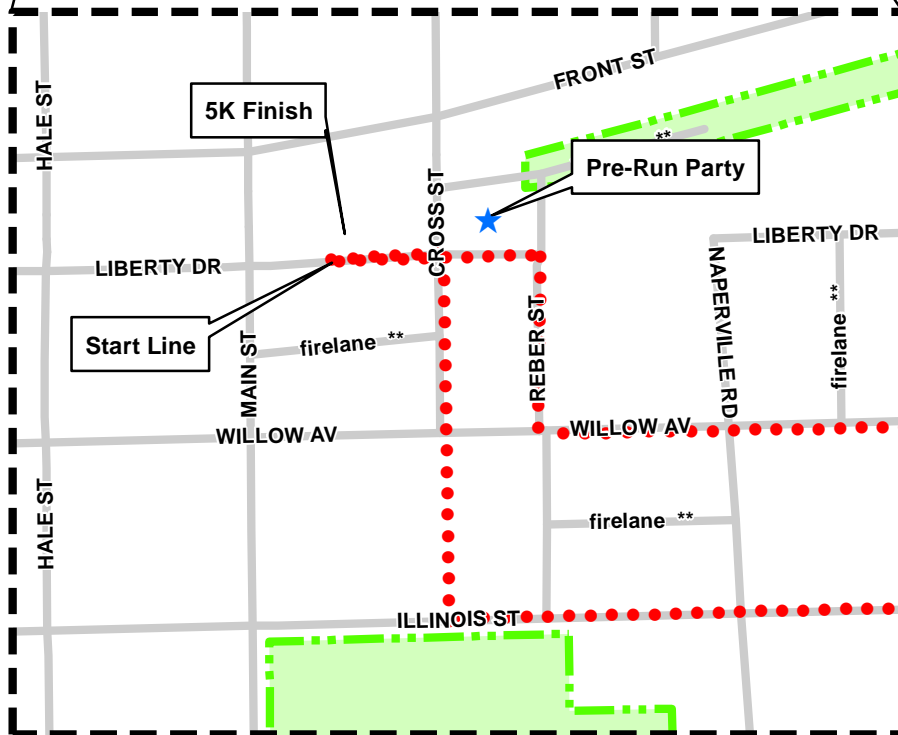 FRONT ST
HALE ST
5K Finish
**
Pre-Run Party
CROSS ST
LIBERTY DR
LIBERTY DR
NAPERVILLE RD
firelane **
Start Line
firelane **
MAIN ST
REBER ST
WILLOW AV
WILLOW AV
HALE ST
firelane **
ILLINOIS ST